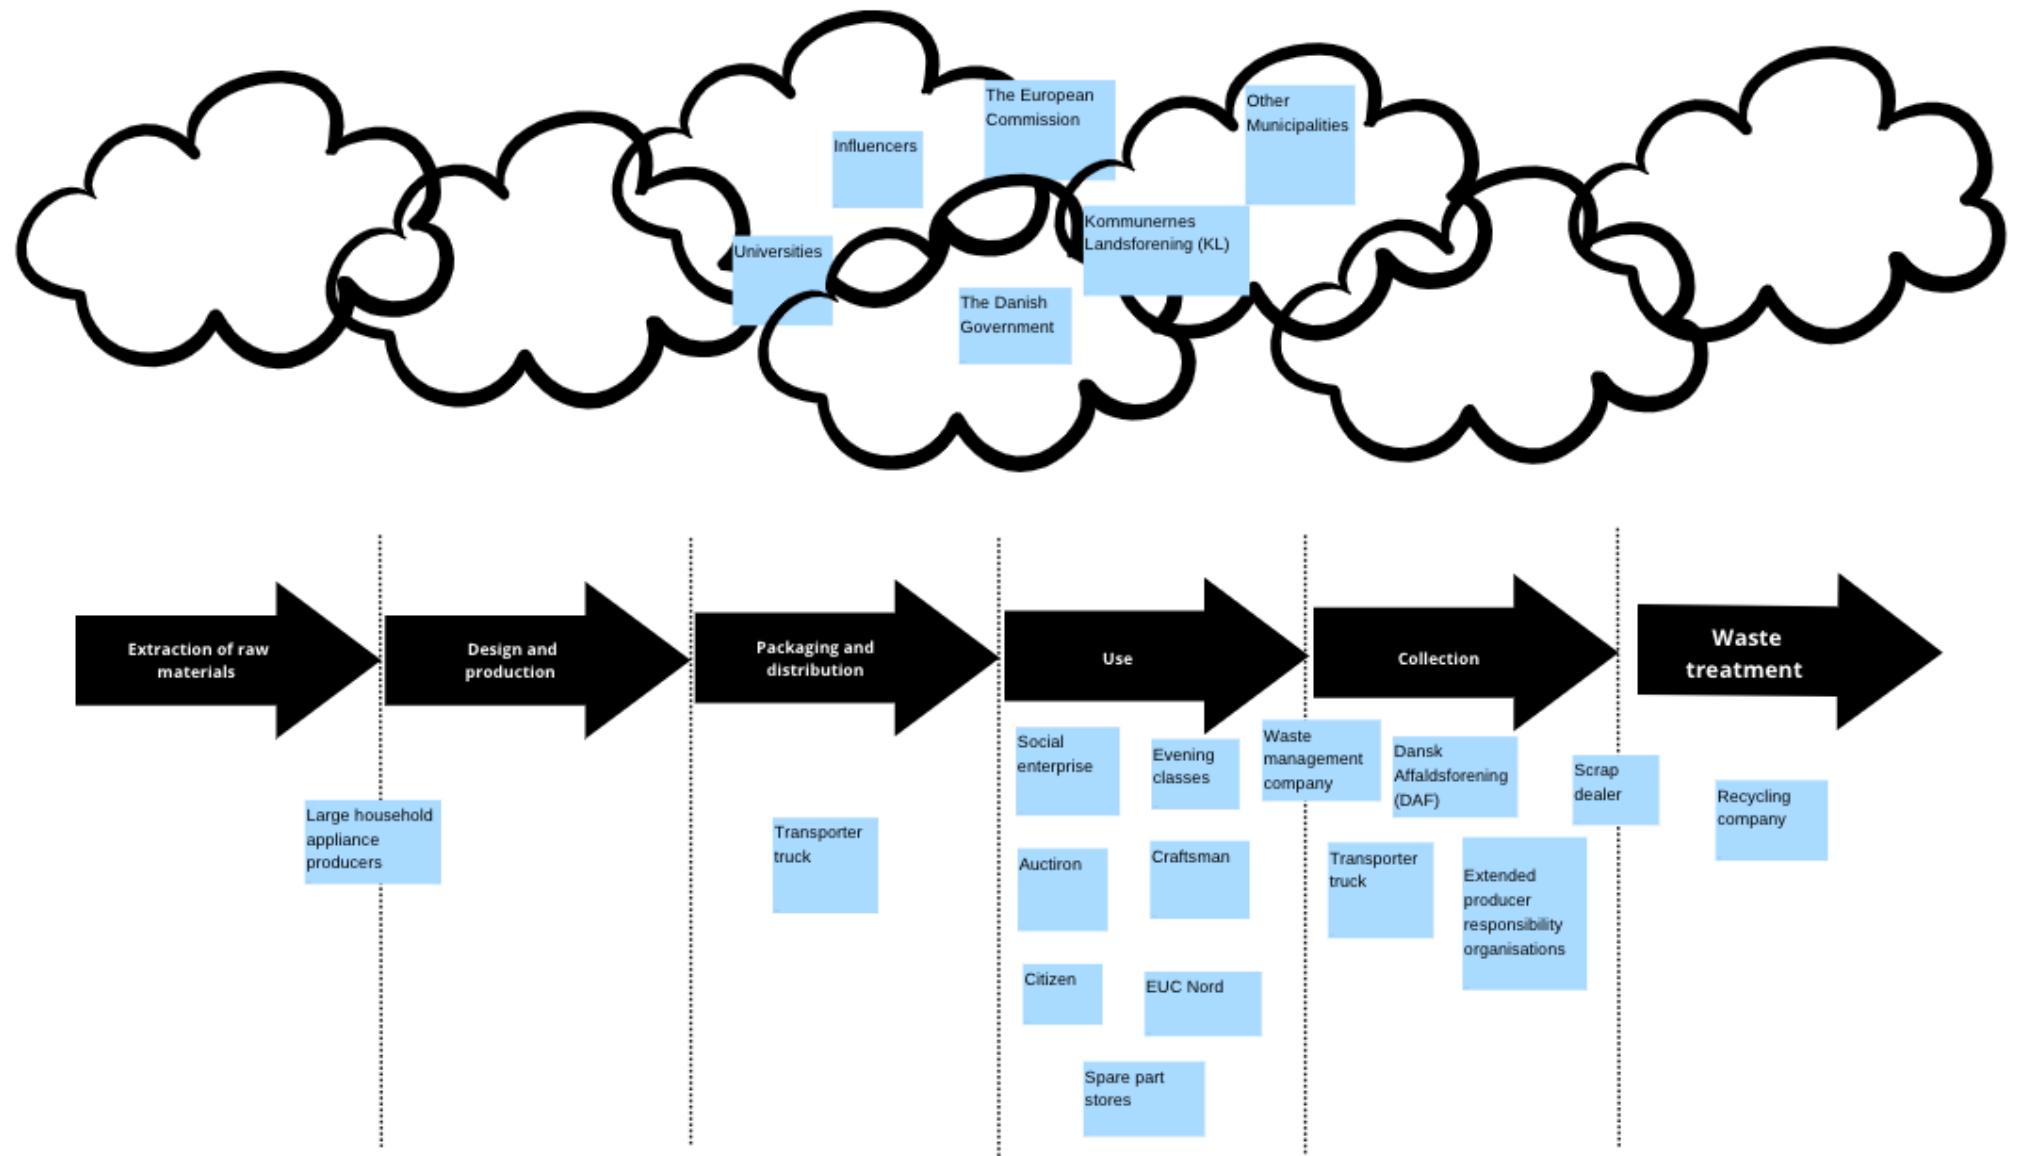 The European
Commission
Other
Municipalities
Influencers
Kommunernes
Landsforening (KL)
Universities
The Danish
Government
Extraction of raw
materials
Design and
production
Packaging and
distribution
Use
Collection
Waste
treatment
Large household
appliance
producers
Transporter
truck
Social
enterprise
Evening
classes
Auctiron
Craftsman
Citizen
EUC Nord
Spare part
stores
Waste
management
company
Dansk
Affaldsforening
(DAF)
Transporter
truck
Extended
producer
responsibility
organisations
Scrap
dealer
Recycling
company